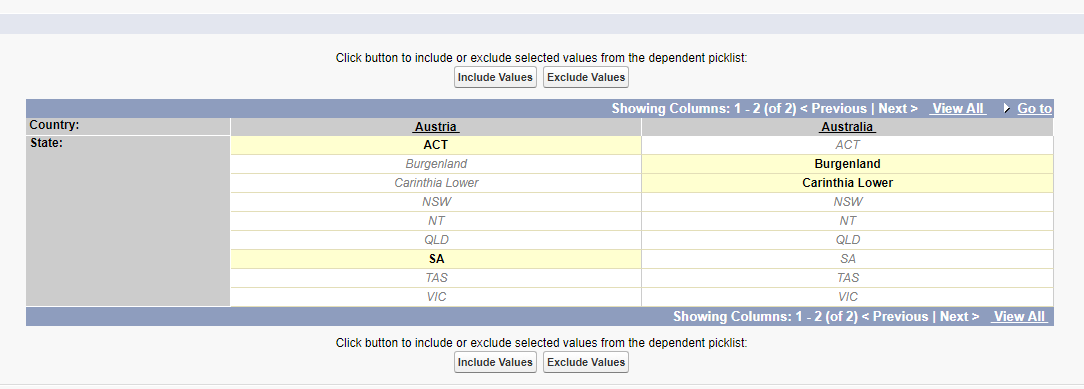 Click button to include or exclude selected values from the dependent picklist:
Include Values Exclude Values
Showing Columns: 1 - 2 (of 2) < Previous | Next > View All Go to
Country: Austria Australia
State: ACT ACT
Burgenland Burgenland
Carinthia Lower Carinthia Lower
NSW NSW
NT NT
QLD QLD
SA SA
TAS TAS
VIC VIC
Showing Columns: 1 - 2 (of 2) < Previous | Next > View All
Click button to include or exclude selected values from the dependent picklist:
Include Values Exclude Values